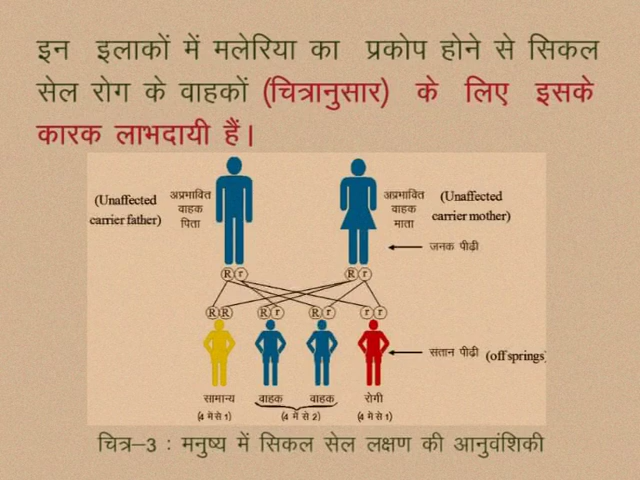 इन इलाकों में मलेरिया का प्रकोप होने से सिकल
सेल रोग के वाहकों (चित्रानुसार) के लिए इसके
कारक लाभदायी हैं।
(Unaffected
carrier father)
अप्रभावित
वाहक
पिता
अप्रभावित
वाहक
माता
(Unaffected
carrier mother)
जनक पीढ़ी
R r
R r
RR
R r
R r
r r
संतान पीढ़ी (off springs)
सामान्य
वाहक
वाहक
रोगी
(4 में से 1)
(4 में से 2)
(4 में से 1)
चित्र–3 : मनुष्य में सिकल सेल लक्षण की आनुवंशिकी